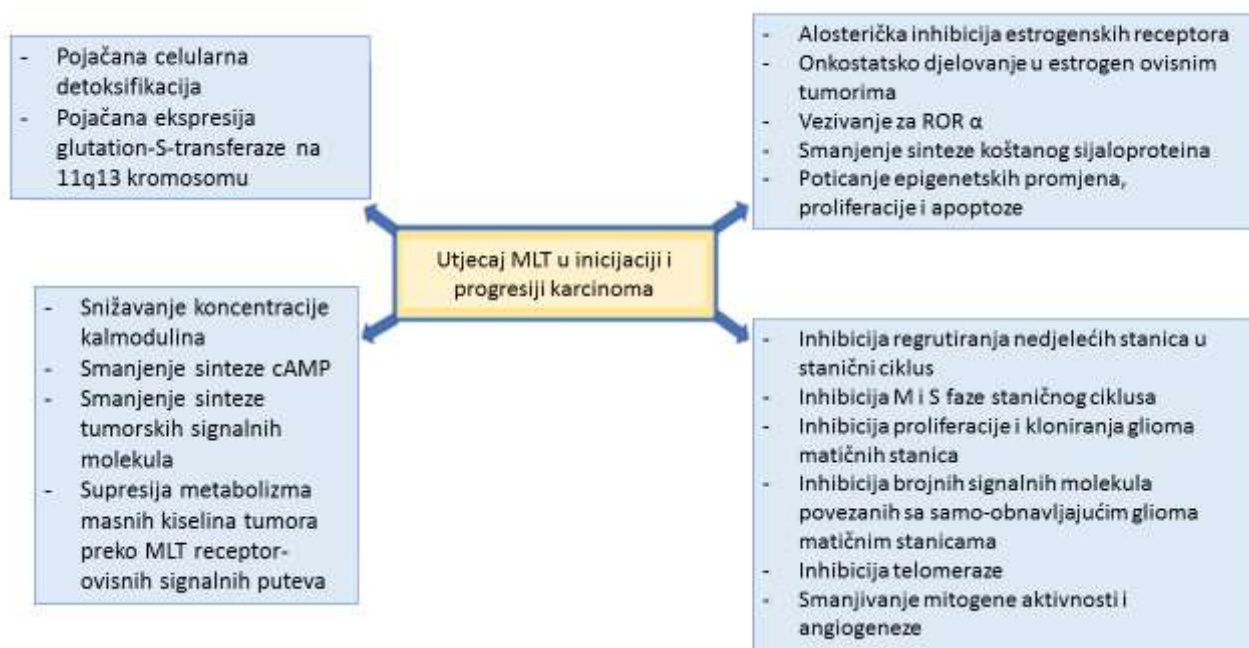 - Pojačana celularna
detoksifikacija
- Pojačana ekspresija
glutation-S-transferaze na
11q13 kromosomu
- Alosterička inhibicija estrogenskih receptora
- Onkostatsko djelovanje u estrogen ovisnim
tumorima
- Vezivanje za ROR α
- Smanjenje sinteze koštanog sijaloproteina
- Poticanje epigenetskih promjena,
proliferacije i apoptoze
Utjecaj MLT u inicijaciji i
progresiji karcinoma
- Snižavanje koncentracije
kalmodulina
- Smanjenje sinteze cAMP
- Smanjenje sinteze
tumorskih signalnih
molekula
- Supresija metabolizma
masnih kiselina tumora
preko MLT receptor-
ovisnih signalnih puteva
- Inhibicija regrutiranja nedjelećih stanica u
stanični ciklus
- Inhibicija M i S faze staničnog ciklusa
- Inhibicija proliferacije i kloniranja glioma
matičnih stanica
- Inhibicija brojnih signalnih molekula
povezanih sa samo-obnavljajućim glioma
matičnim stanicama
- Inhibicija telomeraze
- Smanjivanje mitogene aktivnosti i
angiogeneze